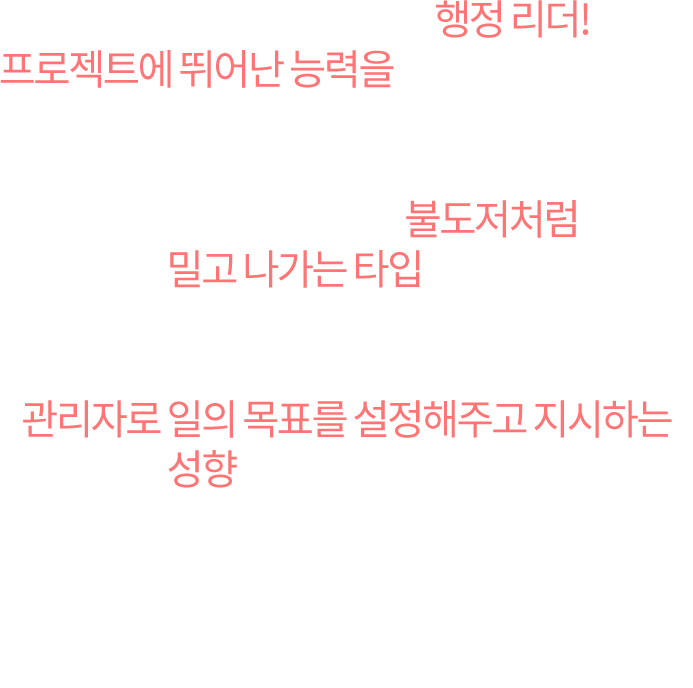 행정 리더!
프로젝트에 뛰어난 능력을
불도저처럼
밀고 나가는 타입
관리자로 일의 목표를 설정해주고 지시하는
성향